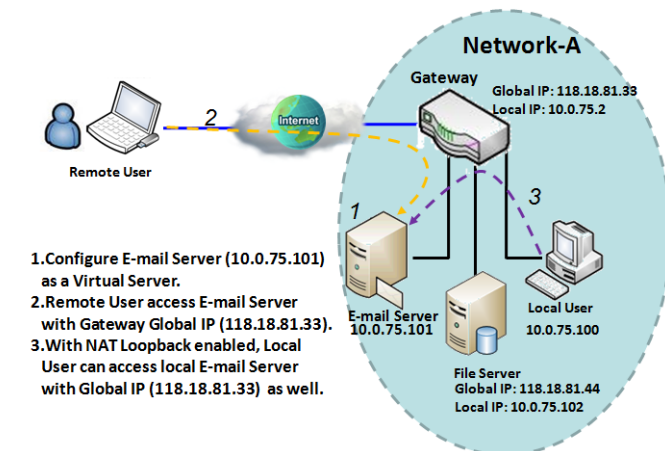 Network-A
Gateway
Global IP: 118.18.81.33
Local IP: 10.0.75.2
2
Internet
Remote User
1
3
1.Configure E-mail Server (10.0.75.101)
as a Virtual Server.
2.Remote User access E-mail Server
with Gateway Global IP (118.18.81.33).
3.With NAT Loopback enabled, Local
User can access local E-mail Server
with Global IP (118.18.81.33) as well.
E-mail Server
10.0.75.101
Local User
10.0.75.100
File Server
Global IP: 118.18.81.44
Local IP: 10.0.75.102